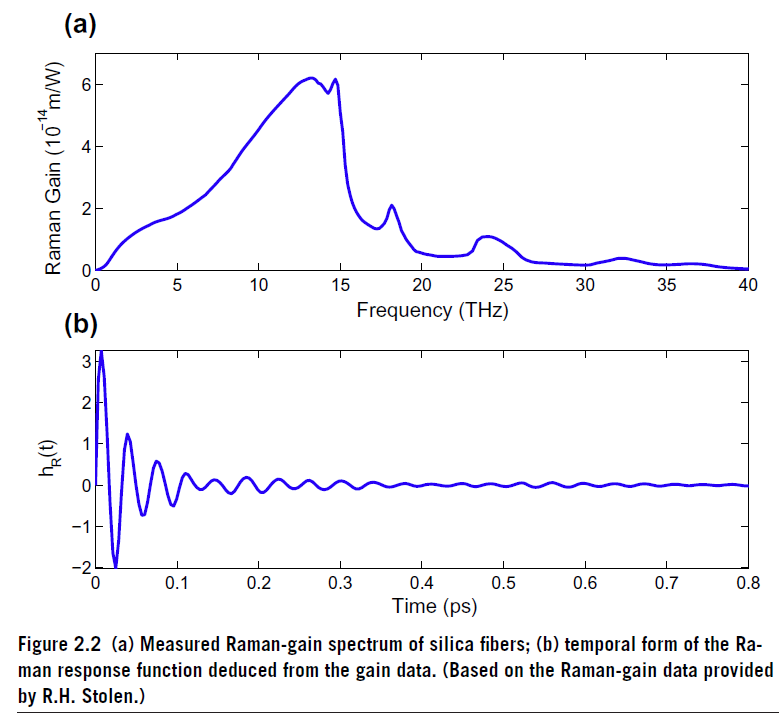 (a)
Raman Gain (10⁻¹⁴m/W)
6
4
2
0
0 5 10 15 20 25 30 35 40
Frequency (THz)
(b)
hR(t)
3
2
1
0
−1
−2
0 0.1 0.2 0.3 0.4 0.5 0.6 0.7 0.8
Time (ps)
Figure 2.2 (a) Measured Raman-gain spectrum of silica fibers; (b) temporal form of the Ra-
man response function deduced from the gain data. (Based on the Raman-gain data provided
by R.H. Stolen.)